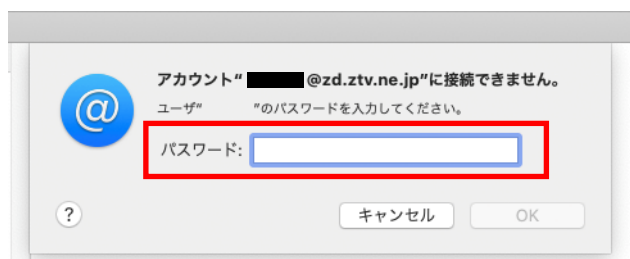 アカウント“ @zd.ztv.ne.jp”に接続できません。
ユーザ“ ”のパスワードを入力してください。
パスワード:
? キャンセル OK